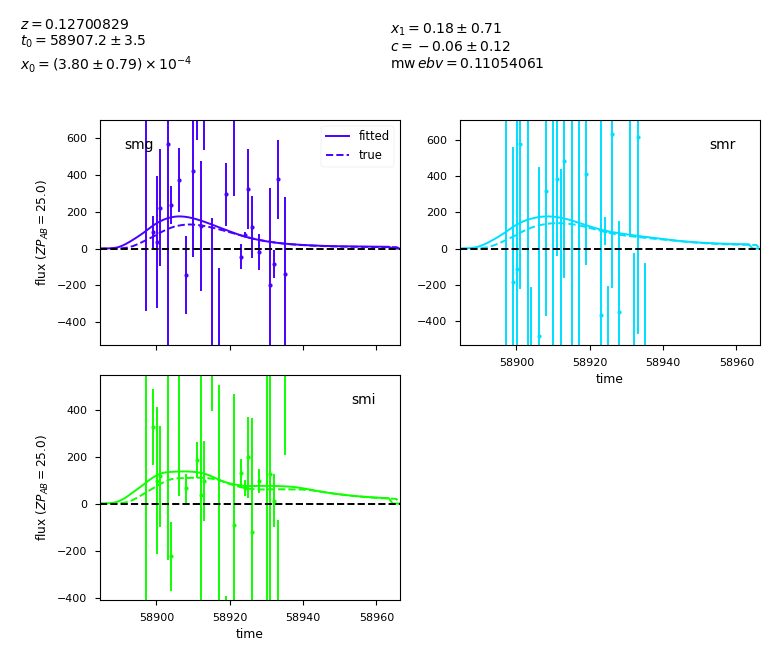 z = 0.12700829
t₀ = 58907.2 ± 3.5
x₀ = (3.80 ± 0.79) × 10⁻⁴
x₁ = 0.18 ± 0.71
c = −0.06 ± 0.12
mw ebv = 0.11054061
smg
fitted
true
600
400
200
0
−200
−400
flux (ZP_AB = 25.0)
smr
600
400
200
0
−200
−400
58900 58920 58940 58960
time
smi
400
200
0
−200
−400
flux (ZP_AB = 25.0)
58900 58920 58940 58960
time